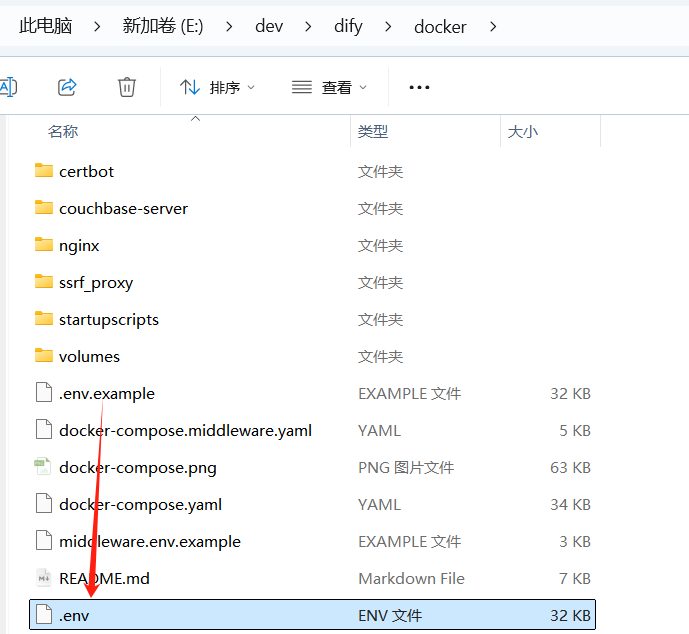 此电脑 > 新加卷 (E:) > dev > dify > docker >
排序 查看
名称 类型 大小
certbot 文件夹
couchbase-server 文件夹
nginx 文件夹
ssrf_proxy 文件夹
startupscripts 文件夹
volumes 文件夹
.env.example EXAMPLE 文件 32 KB
docker-compose.middleware.yaml YAML 5 KB
docker-compose.png PNG 图片文件 63 KB
docker-compose.yaml YAML 34 KB
middleware.env.example EXAMPLE 文件 3 KB
README.md Markdown File 7 KB
.env ENV 文件 32 KB